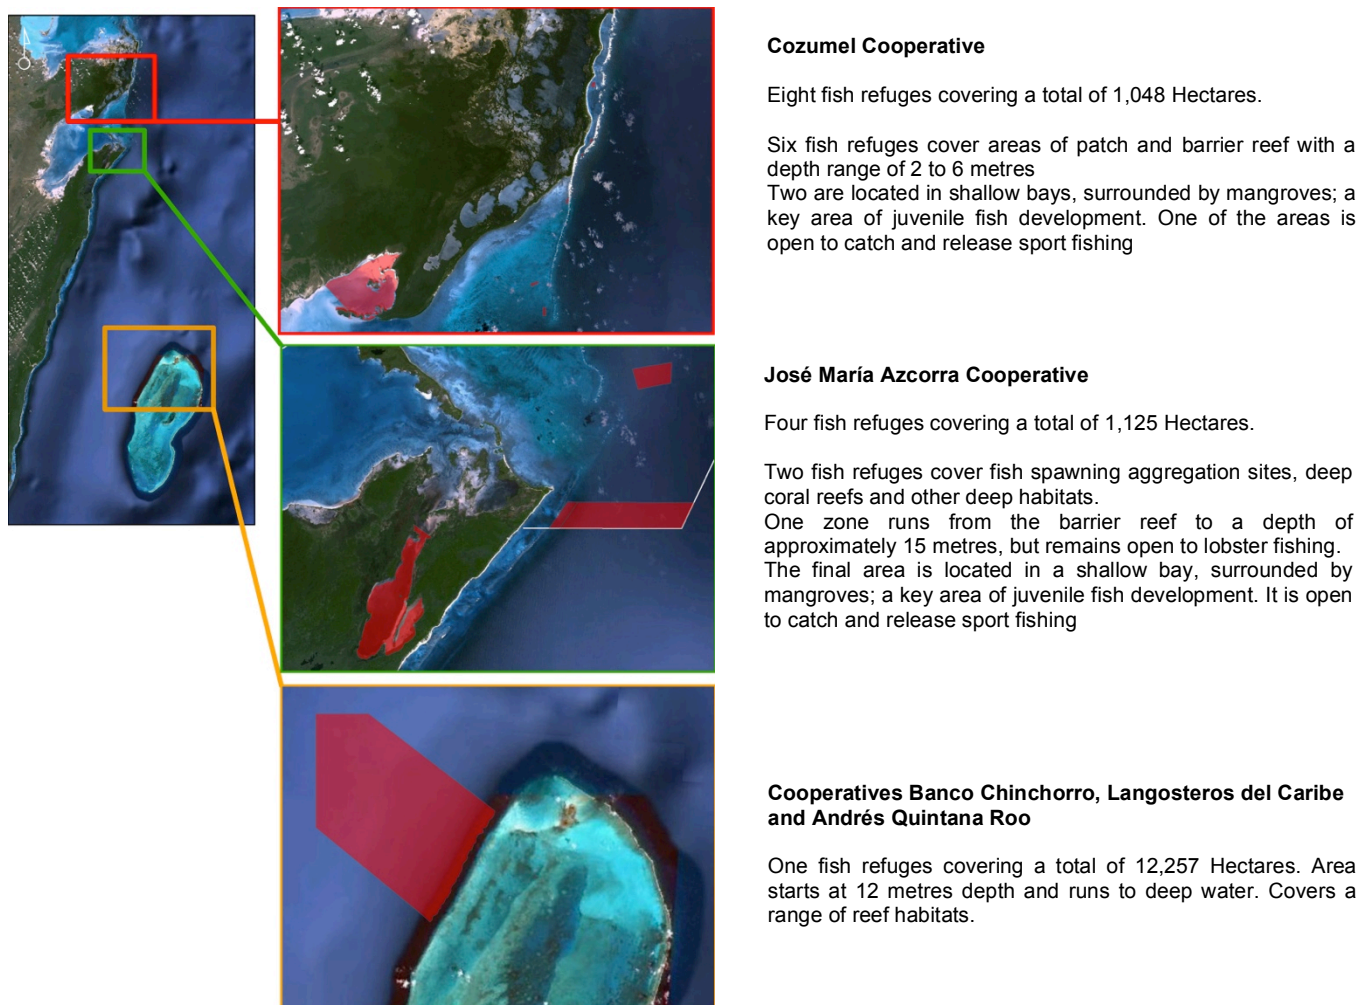 Cozumel Cooperative
Eight fish refuges covering a total of 1,048 Hectares.
Six fish refuges cover areas of patch and barrier reef with a
depth range of 2 to 6 metres
Two are located in shallow bays, surrounded by mangroves; a
key area of juvenile fish development. One of the areas is
open to catch and release sport fishing
José María Azcorra Cooperative
Four fish refuges covering a total of 1,125 Hectares.
Two fish refuges cover fish spawning aggregation sites, deep
coral reefs and other deep habitats.
One zone runs from the barrier reef to a depth of
approximately 15 metres, but remains open to lobster fishing.
The final area is located in a shallow bay, surrounded by
mangroves; a key area of juvenile fish development. It is open
to catch and release sport fishing
Cooperatives Banco Chinchorro, Langosteros del Caribe
and Andrés Quintana Roo
One fish refuges covering a total of 12,257 Hectares. Area
starts at 12 metres depth and runs to deep water. Covers a
range of reef habitats.